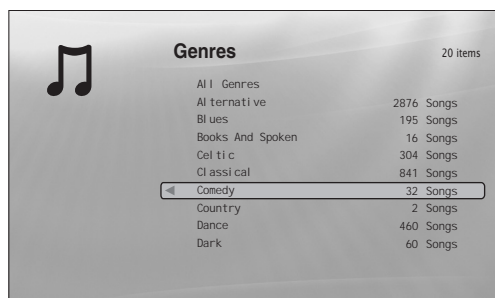 Genres 20 items
All Genres
Alternative 2876 Songs
Blues 195 Songs
Books And Spoken 16 Songs
Celtic 304 Songs
Classical 841 Songs
Comedy 32 Songs
Country 2 Songs
Dance 460 Songs
Dark 60 Songs